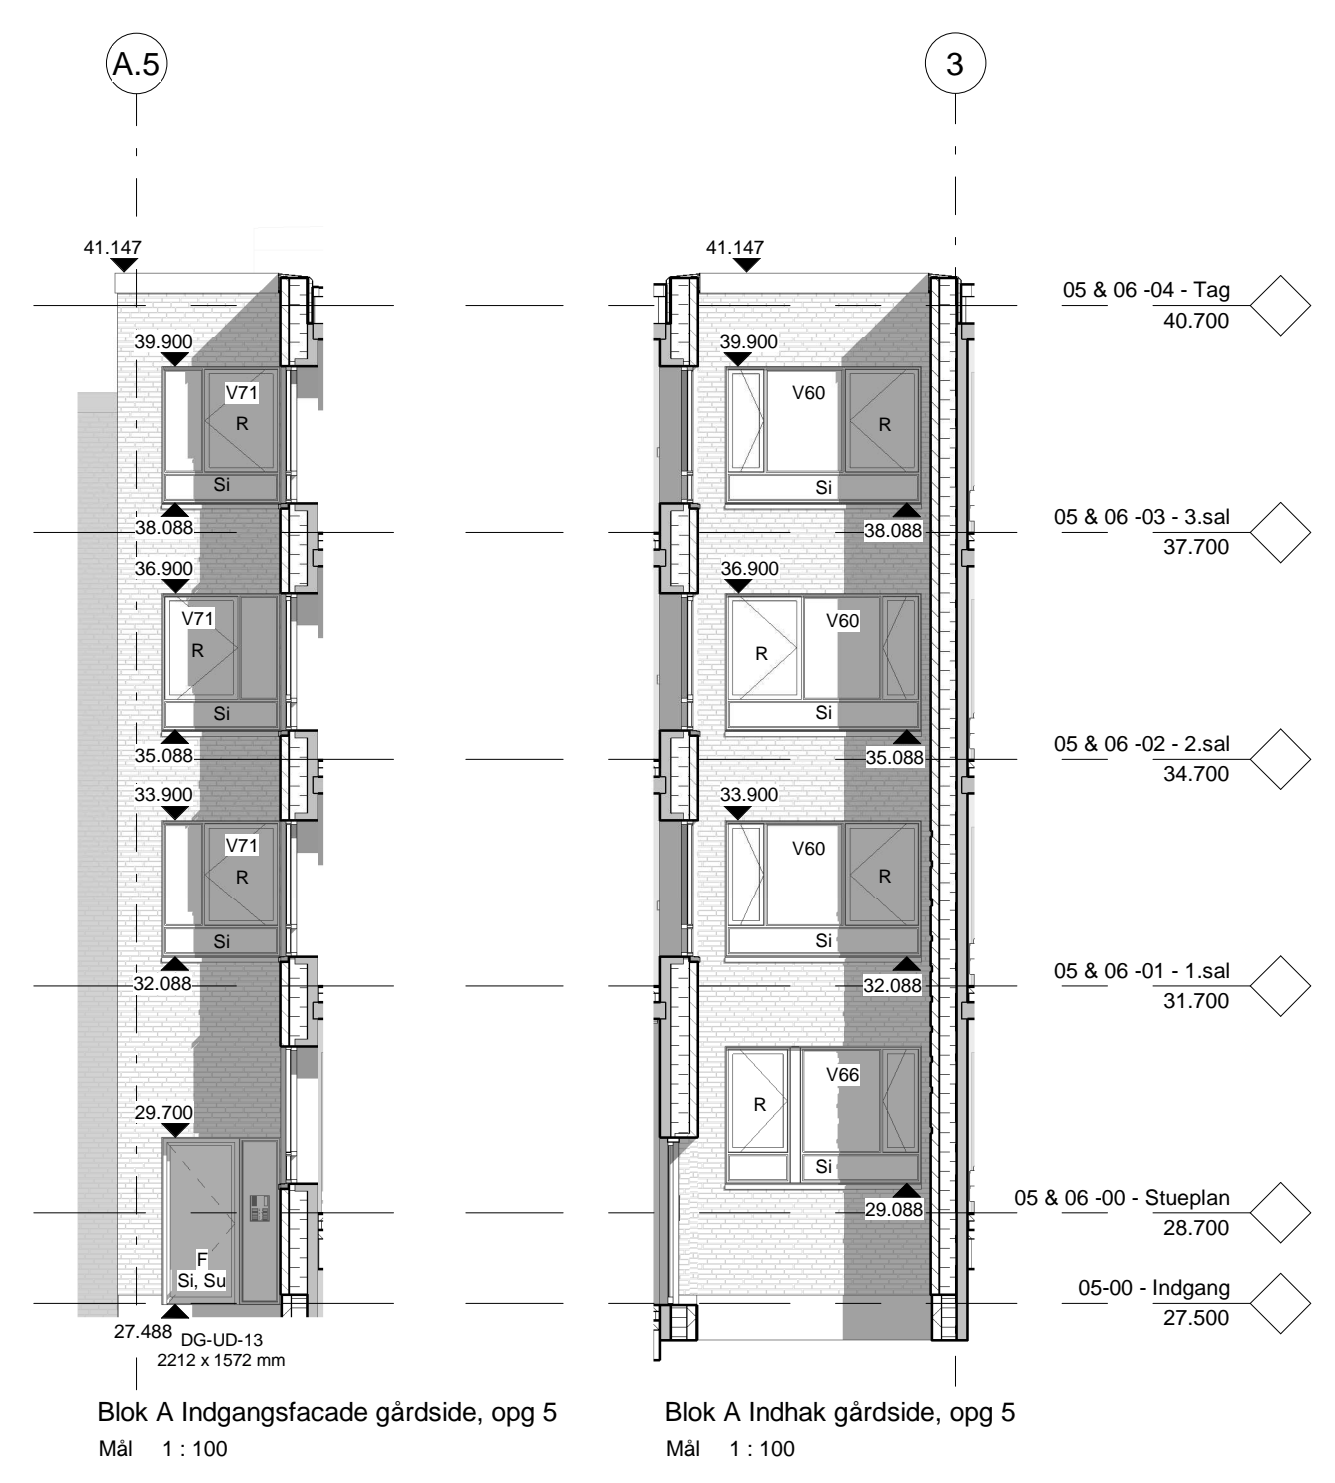 A.5
3
41.147
41.147
05 & 06 -04 - Tag
40.700
39.900
39.900
V71
R
V60
R
Si
Si
38.088
38.088
05 & 06 -03 - 3.sal
37.700
36.900
36.900
V71
R
V60
R
Si
Si
35.088
35.088
05 & 06 -02 - 2.sal
34.700
33.900
33.900
V71
R
V60
R
Si
Si
32.088
32.088
05 & 06 -01 - 1.sal
31.700
V66
R
29.700
Si
29.088
05 & 06 -00 - Stueplan
28.700
F
Si, Su
05-00 - Indgang
27.500
27.488
DG-UD-13
2212 x 1572 mm
Blok A Indgangsfacade gårdside, opg 5
Mål 1 : 100
Blok A Indhak gårdside, opg 5
Mål 1 : 100